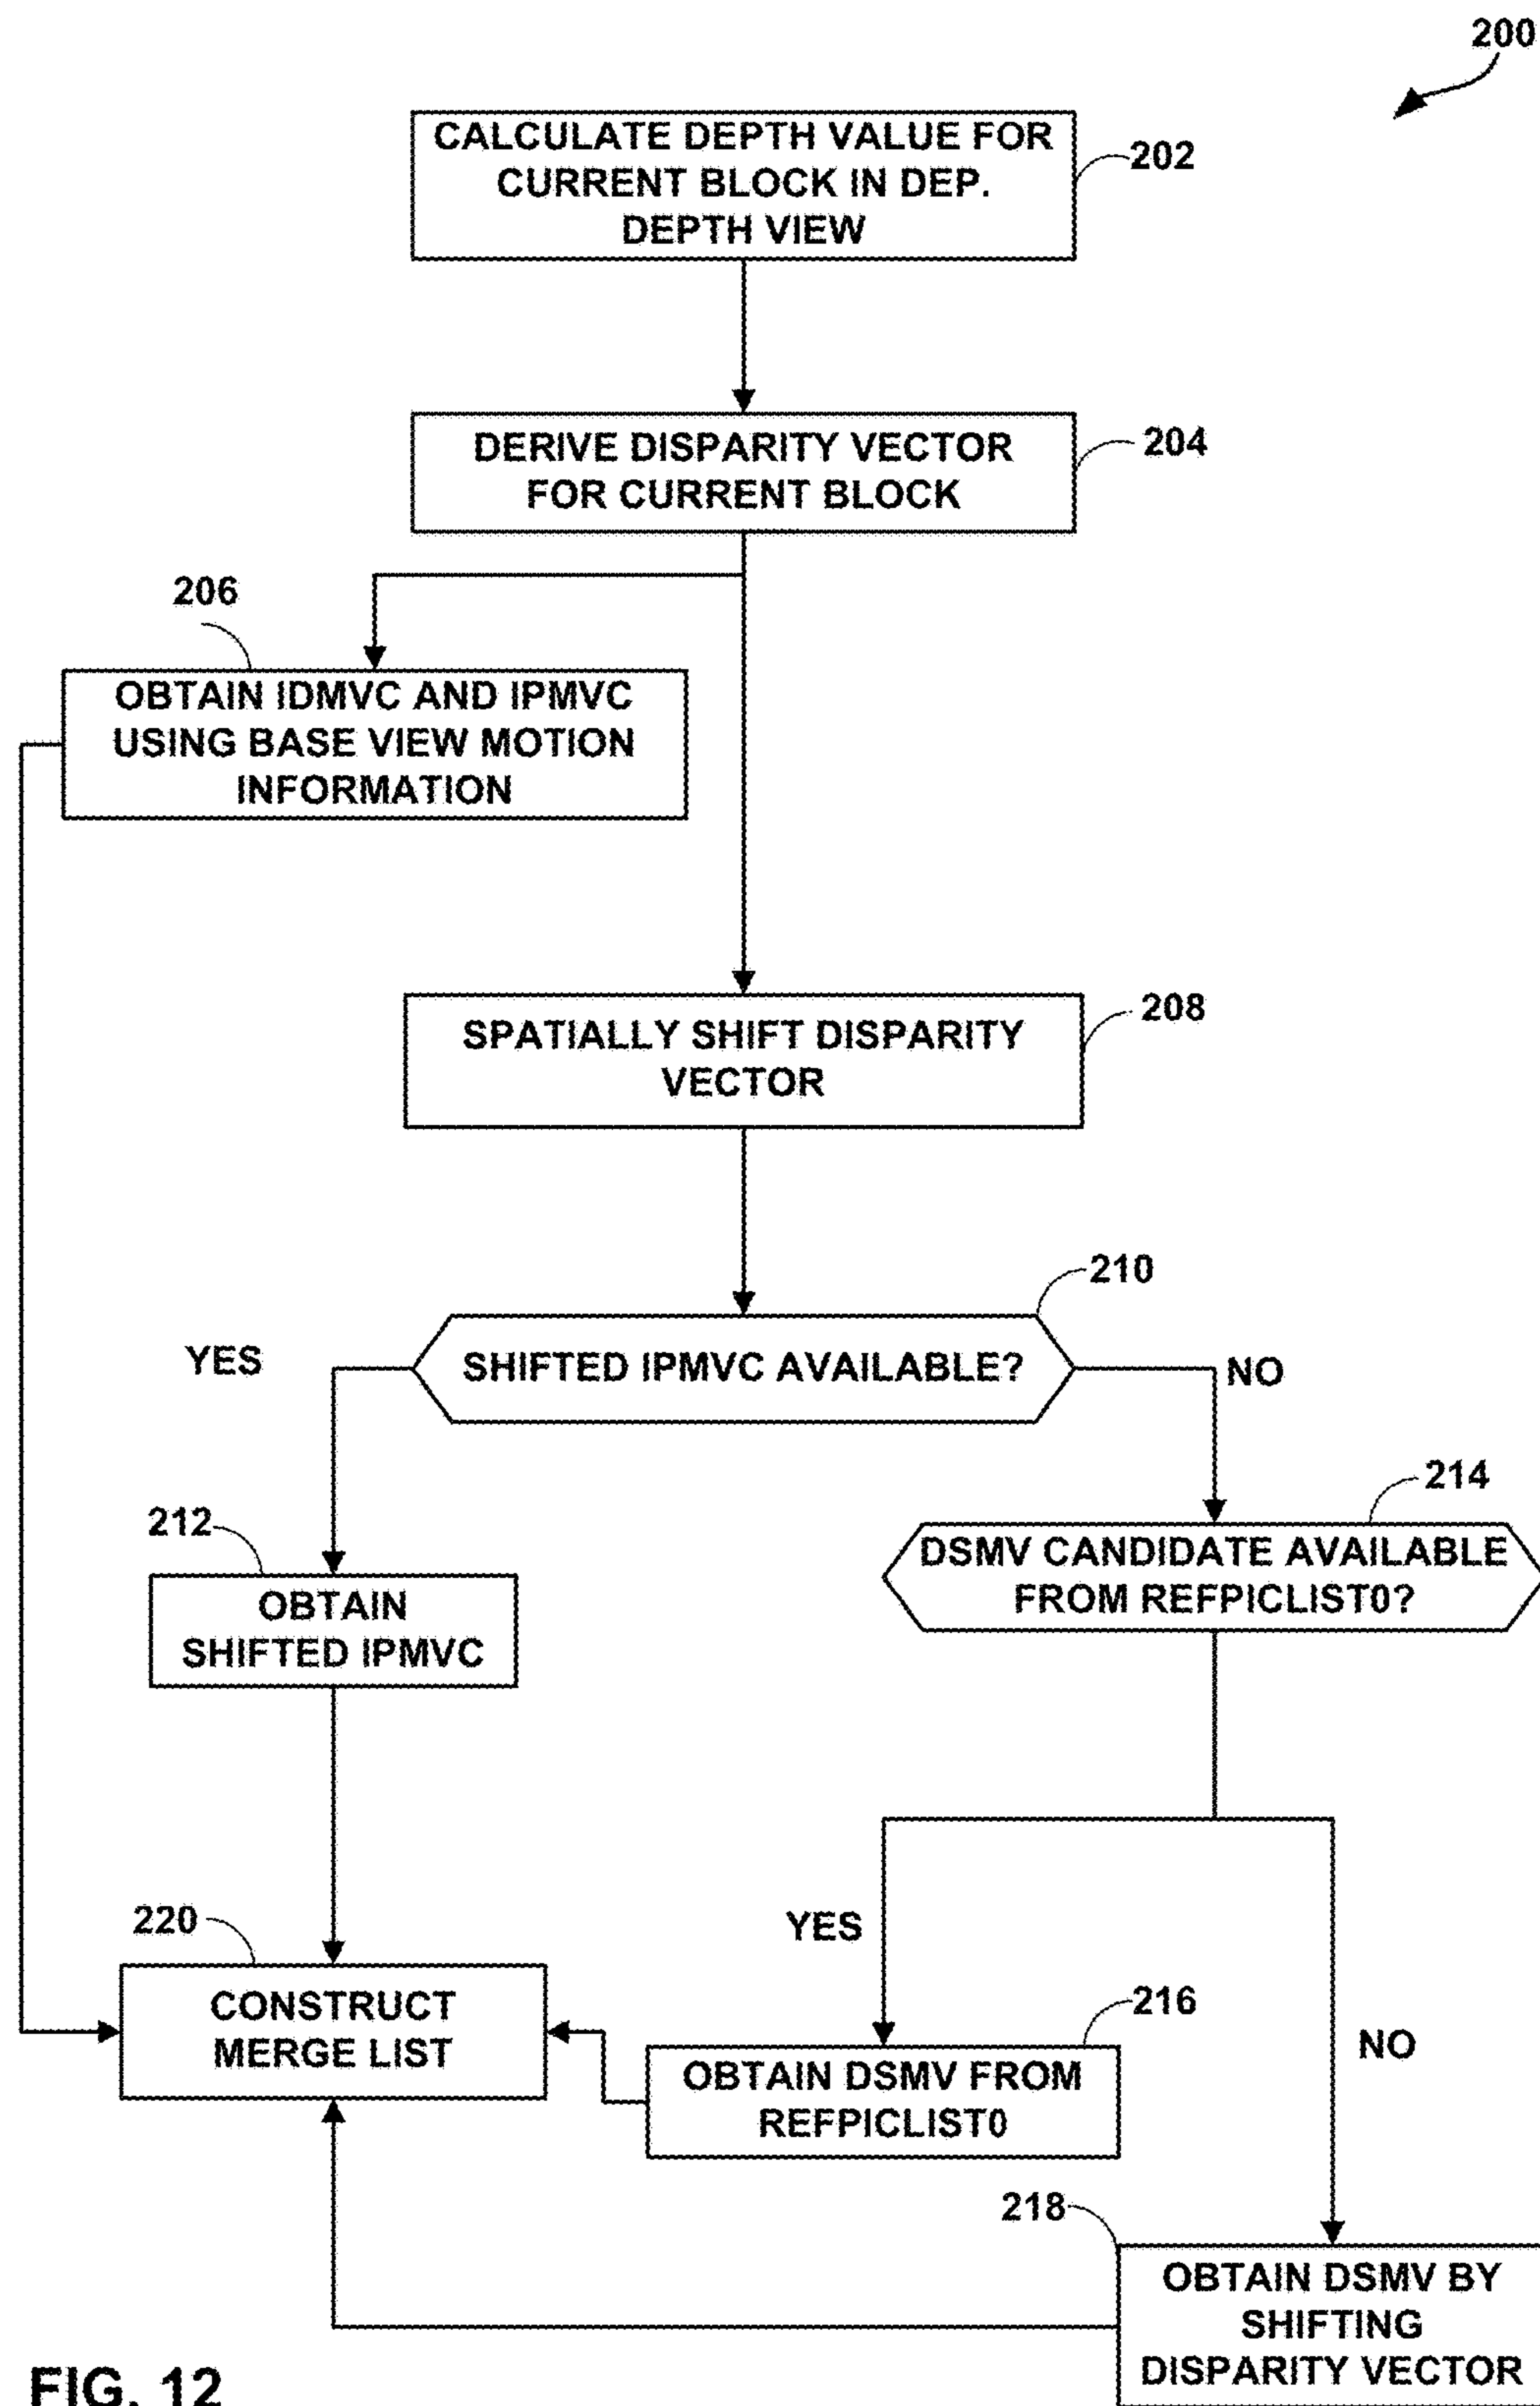 200
CALCULATE DEPTH VALUE FOR
CURRENT BLOCK IN DEP.
DEPTH VIEW
202
DERIVE DISPARITY VECTOR
FOR CURRENT BLOCK
204
206
OBTAIN IDMVC AND IPMVC
USING BASE VIEW MOTION
INFORMATION
SPATIALLY SHIFT DISPARITY
VECTOR
208
210
YES
SHIFTED IPMVC AVAILABLE?
NO
214
212
DSMV CANDIDATE AVAILABLE
FROM REFPICLIST0?
OBTAIN
SHIFTED IPMVC
220
YES
CONSTRUCT
MERGE LIST
216
NO
OBTAIN DSMV FROM
REFPICLIST0
218
OBTAIN DSMV BY
SHIFTING
DISPARITY VECTOR
FIG. 12